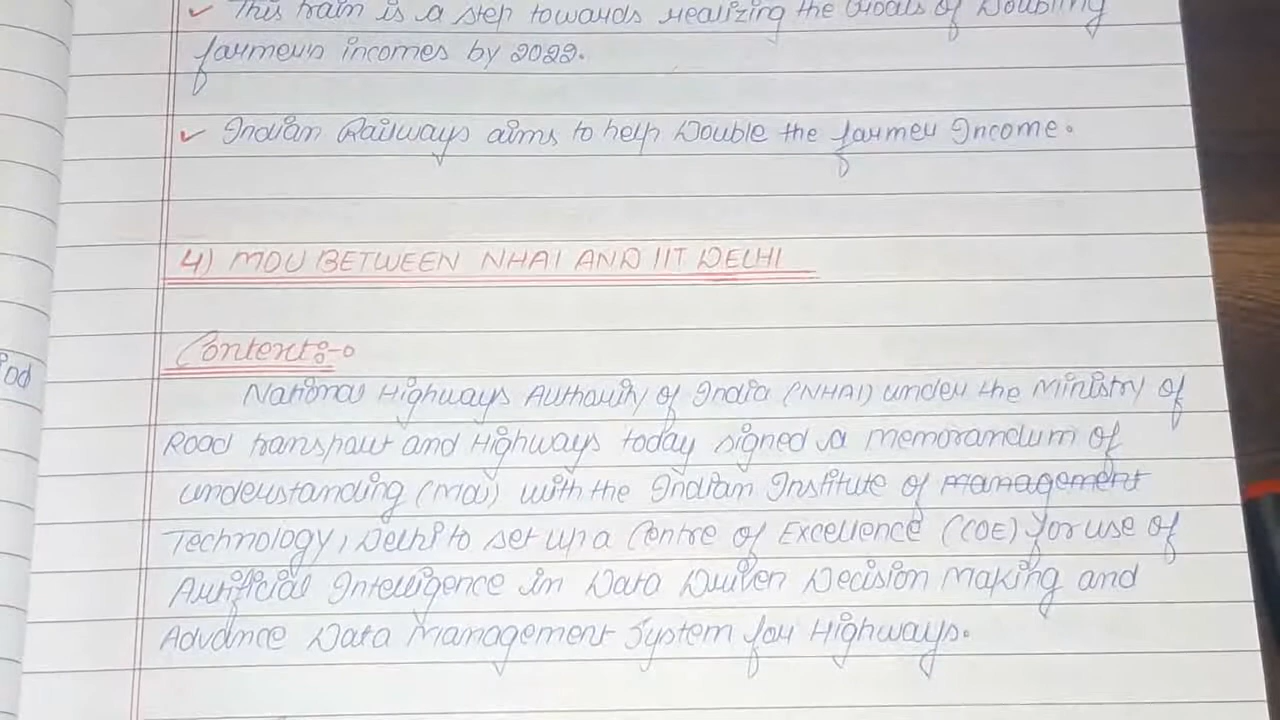 ✓ This train is a step towards realizing the Goals of Doubling
farmers incomes by 2022.
✓ Indian Railways aims to help Double the farmer Income.
4) MOU BETWEEN NHAI AND IIT DELHI
Content:-
National Highways Authority of India (NHAI) under the Ministry of
Road transport and Highways today signed a memorandum of
understanding (MOU) with the Indian Institute of management
Technology, Delhi to set up a Centre of Excellence (COE) for use of
Artificial Intelligence in Data Driven Decision Making and
Advance Data Management System for Highways.